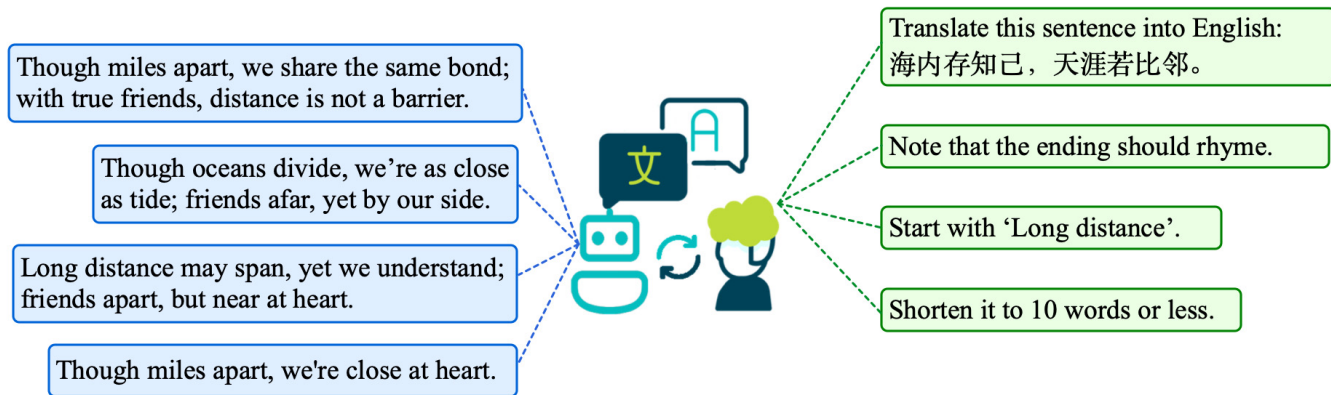 Though miles apart, we share the same bond;
with true friends, distance is not a barrier.
Though oceans divide, we’re as close
as tide; friends afar, yet by our side.
Long distance may span, yet we understand;
friends apart, but near at heart.
Though miles apart, we're close at heart.
文
A
Translate this sentence into English:
海内存知己，天涯若比邻。
Note that the ending should rhyme.
Start with ‘Long distance’.
Shorten it to 10 words or less.